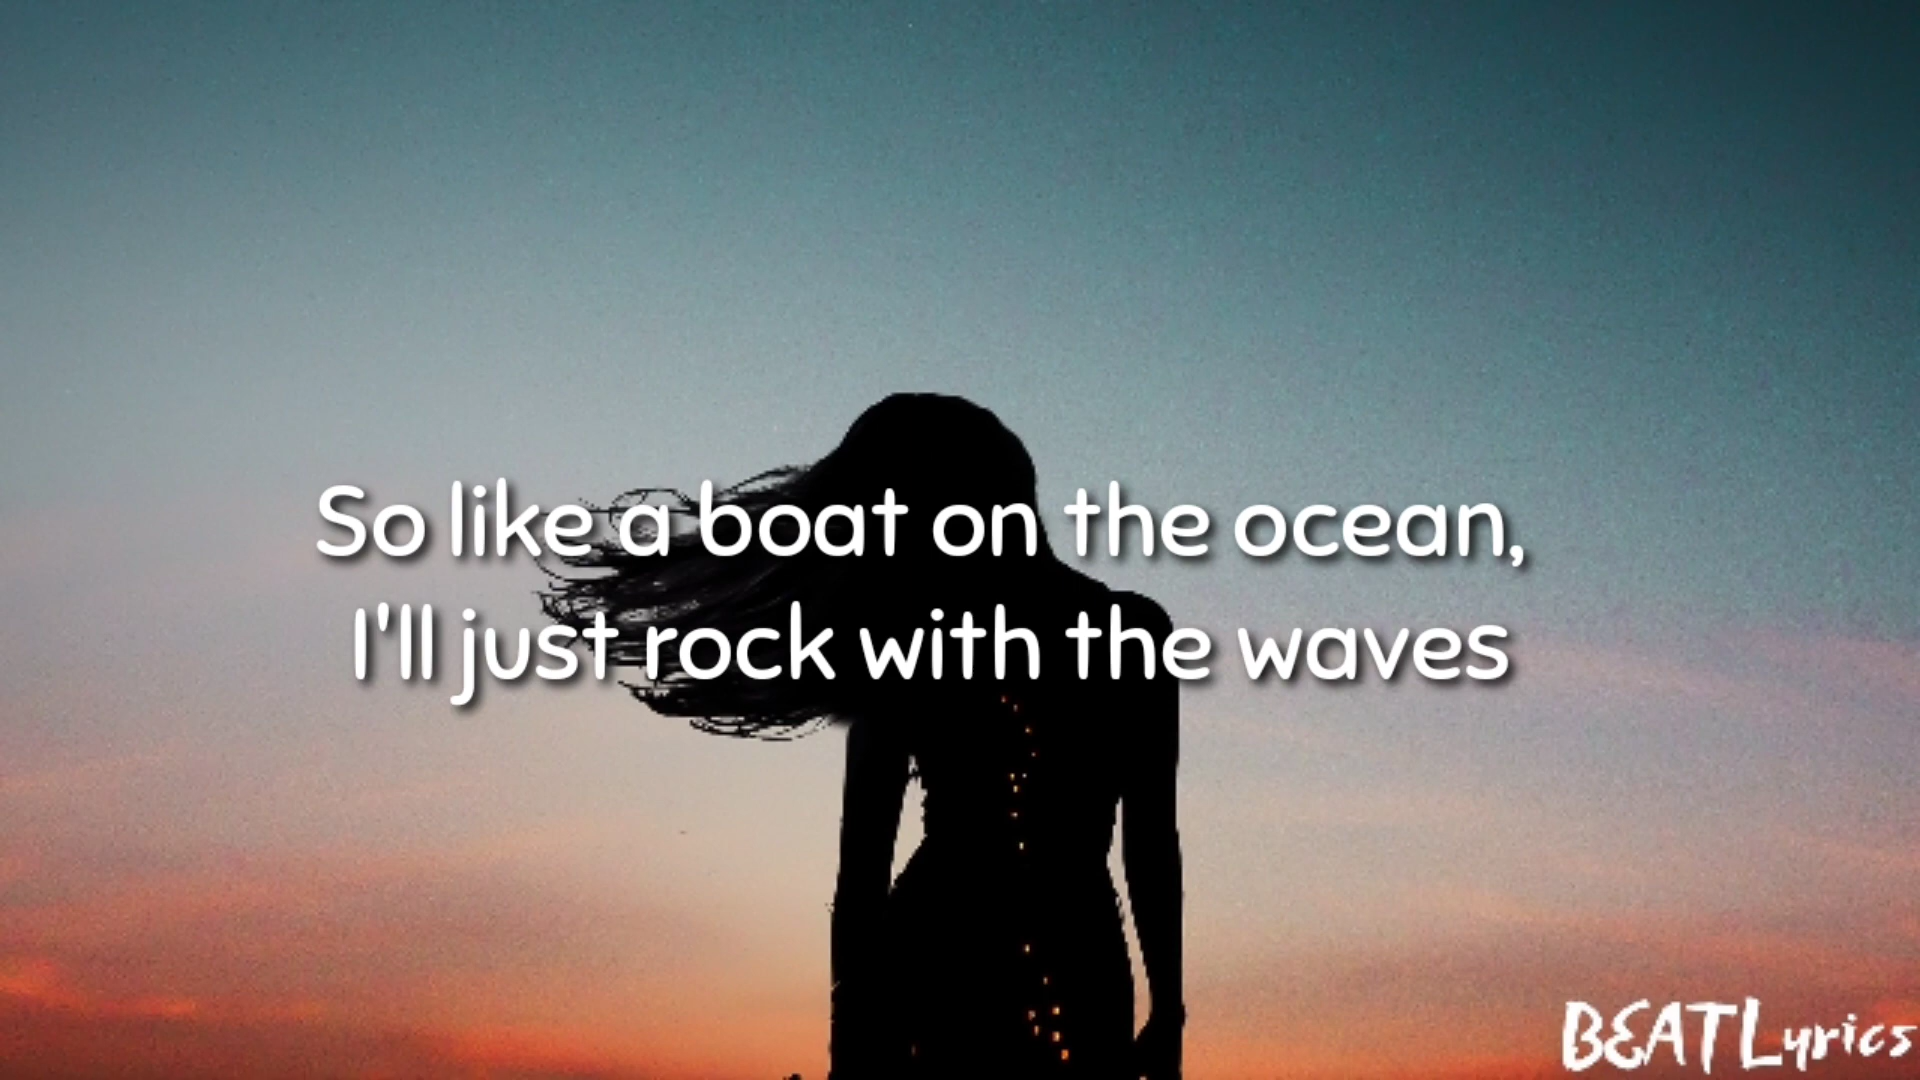 So like a boat on the ocean,
I'll just rock with the waves
BEATLyrics